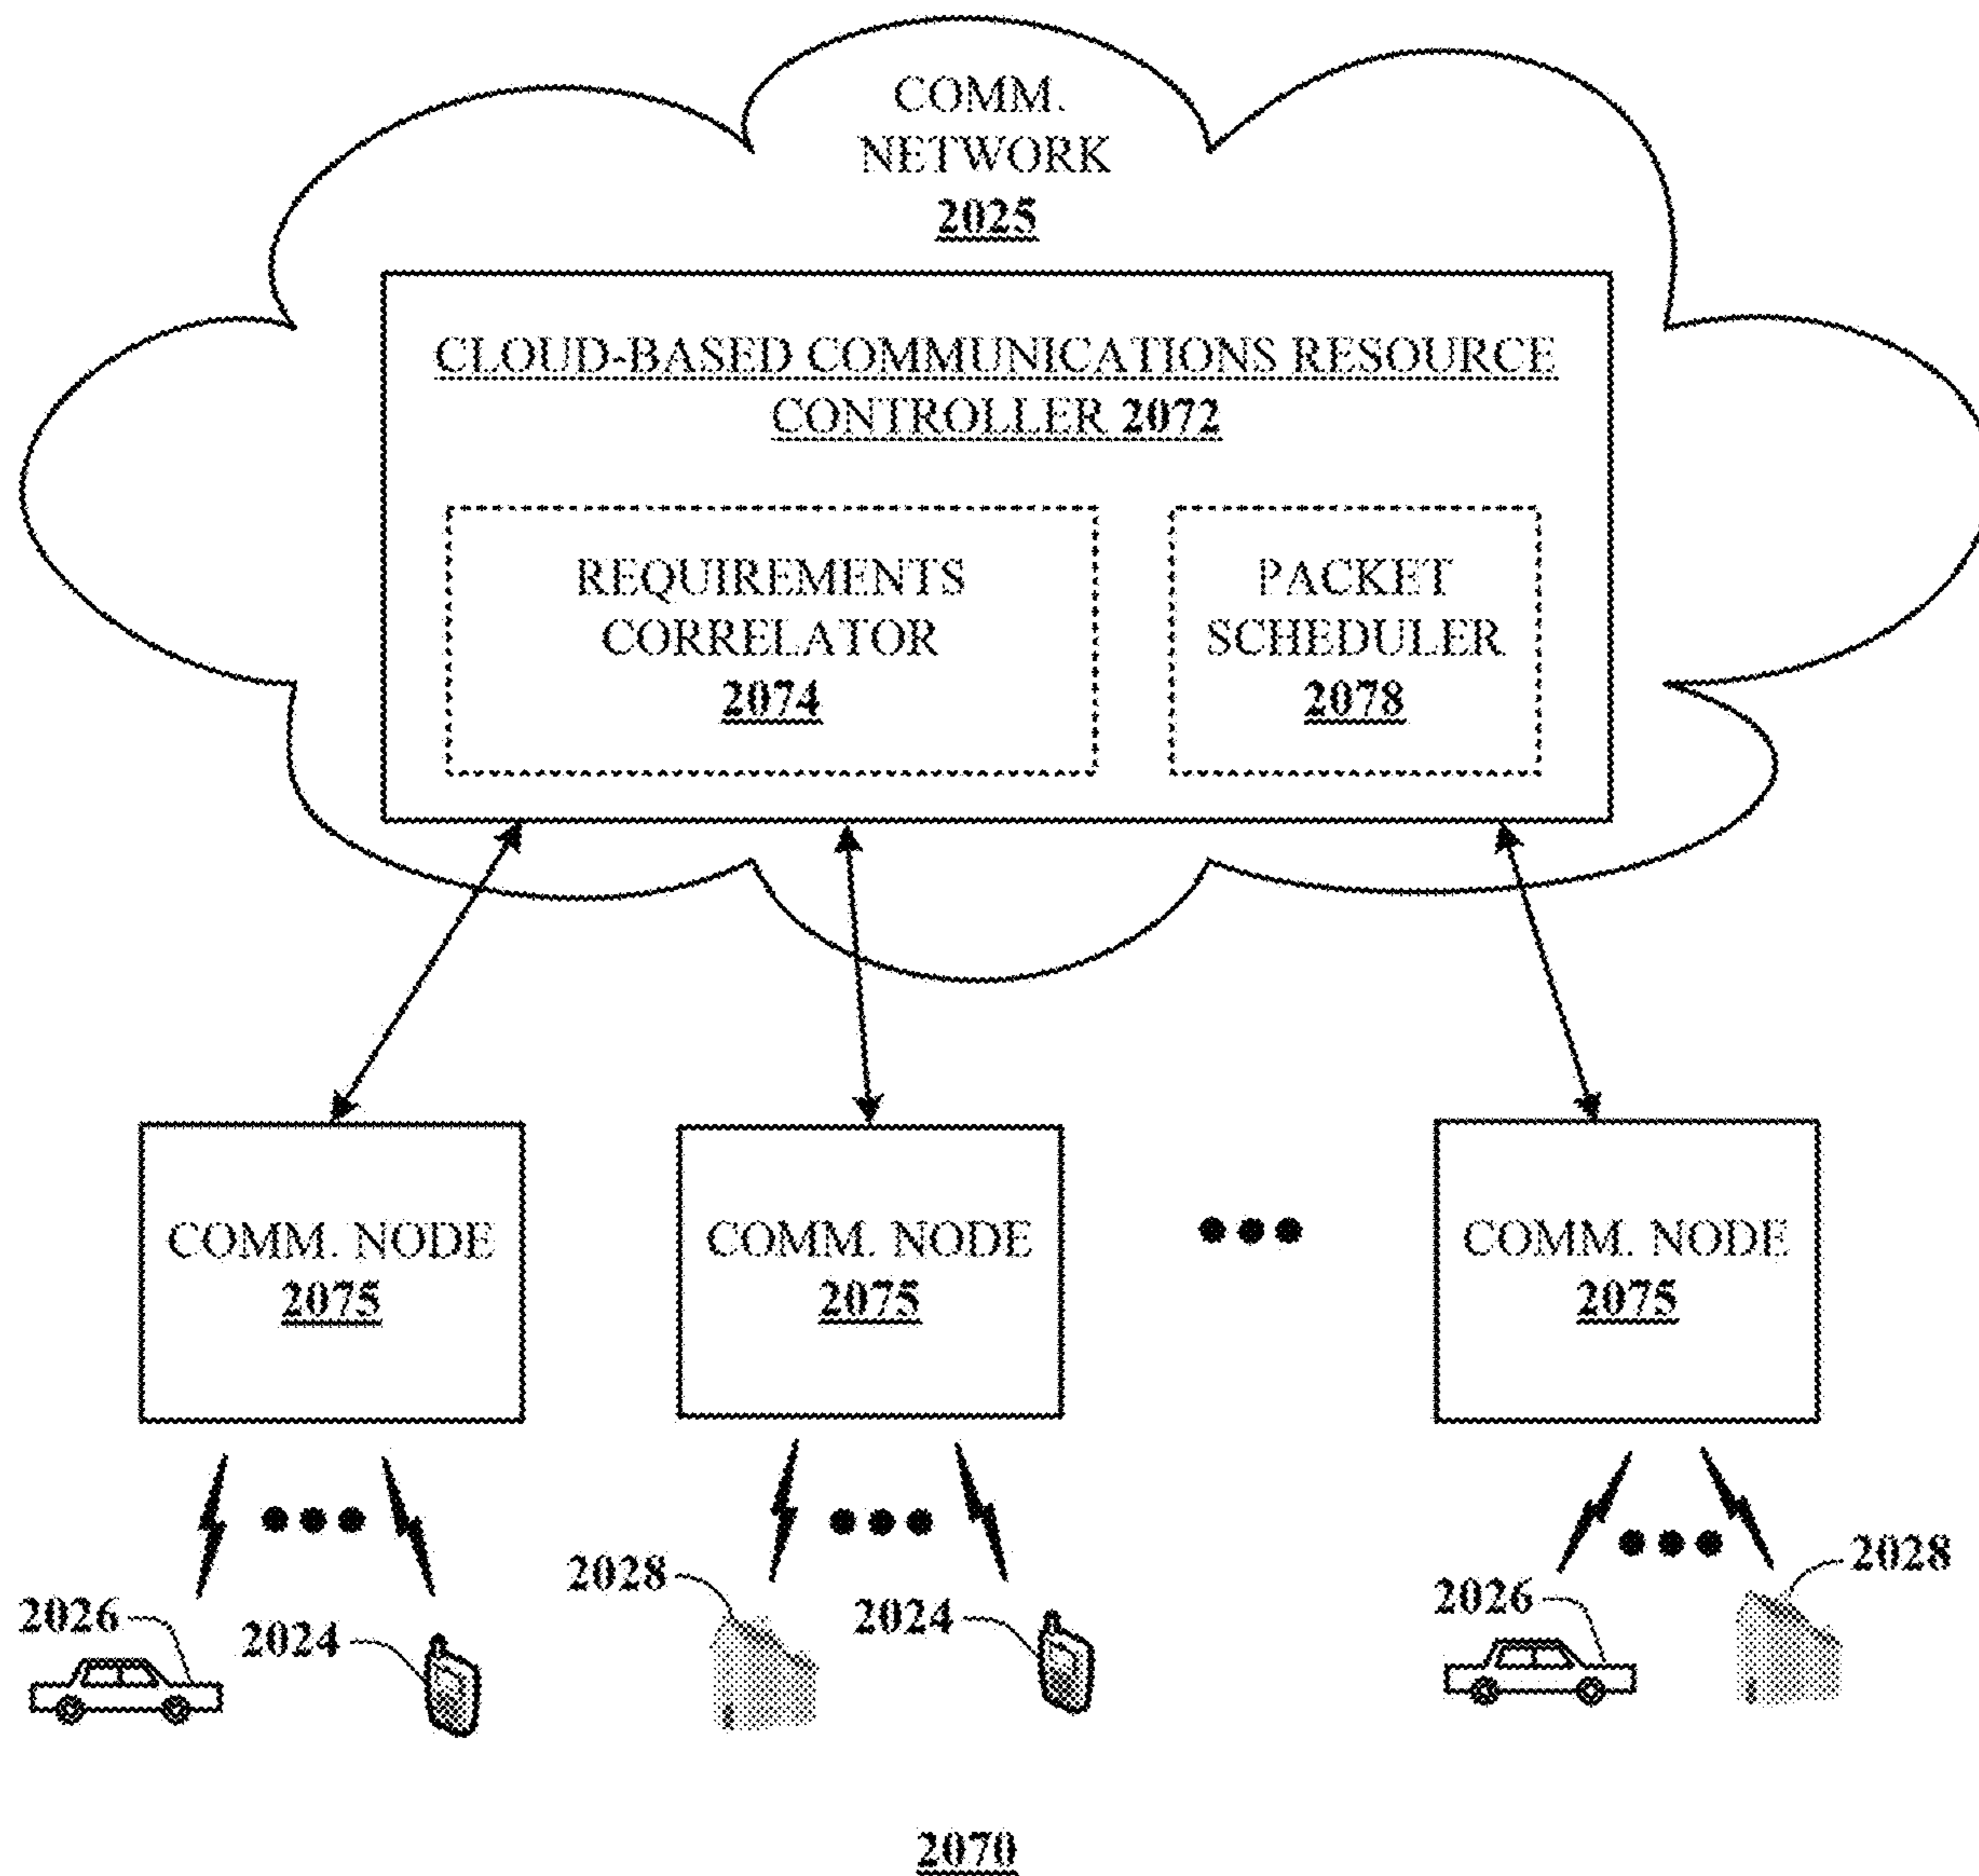 COMM.
NETWORK
2025
CLOUD-BASED COMMUNICATIONS RESOURCE
CONTROLLER 2072
REQUIREMENTS
CORRELATOR
2074
PACKET
SCHEDULER
2078
COMM. NODE
2075
COMM. NODE
2075
COMM. NODE
2075
2026
2024
2028
2024
2026
2028
2070